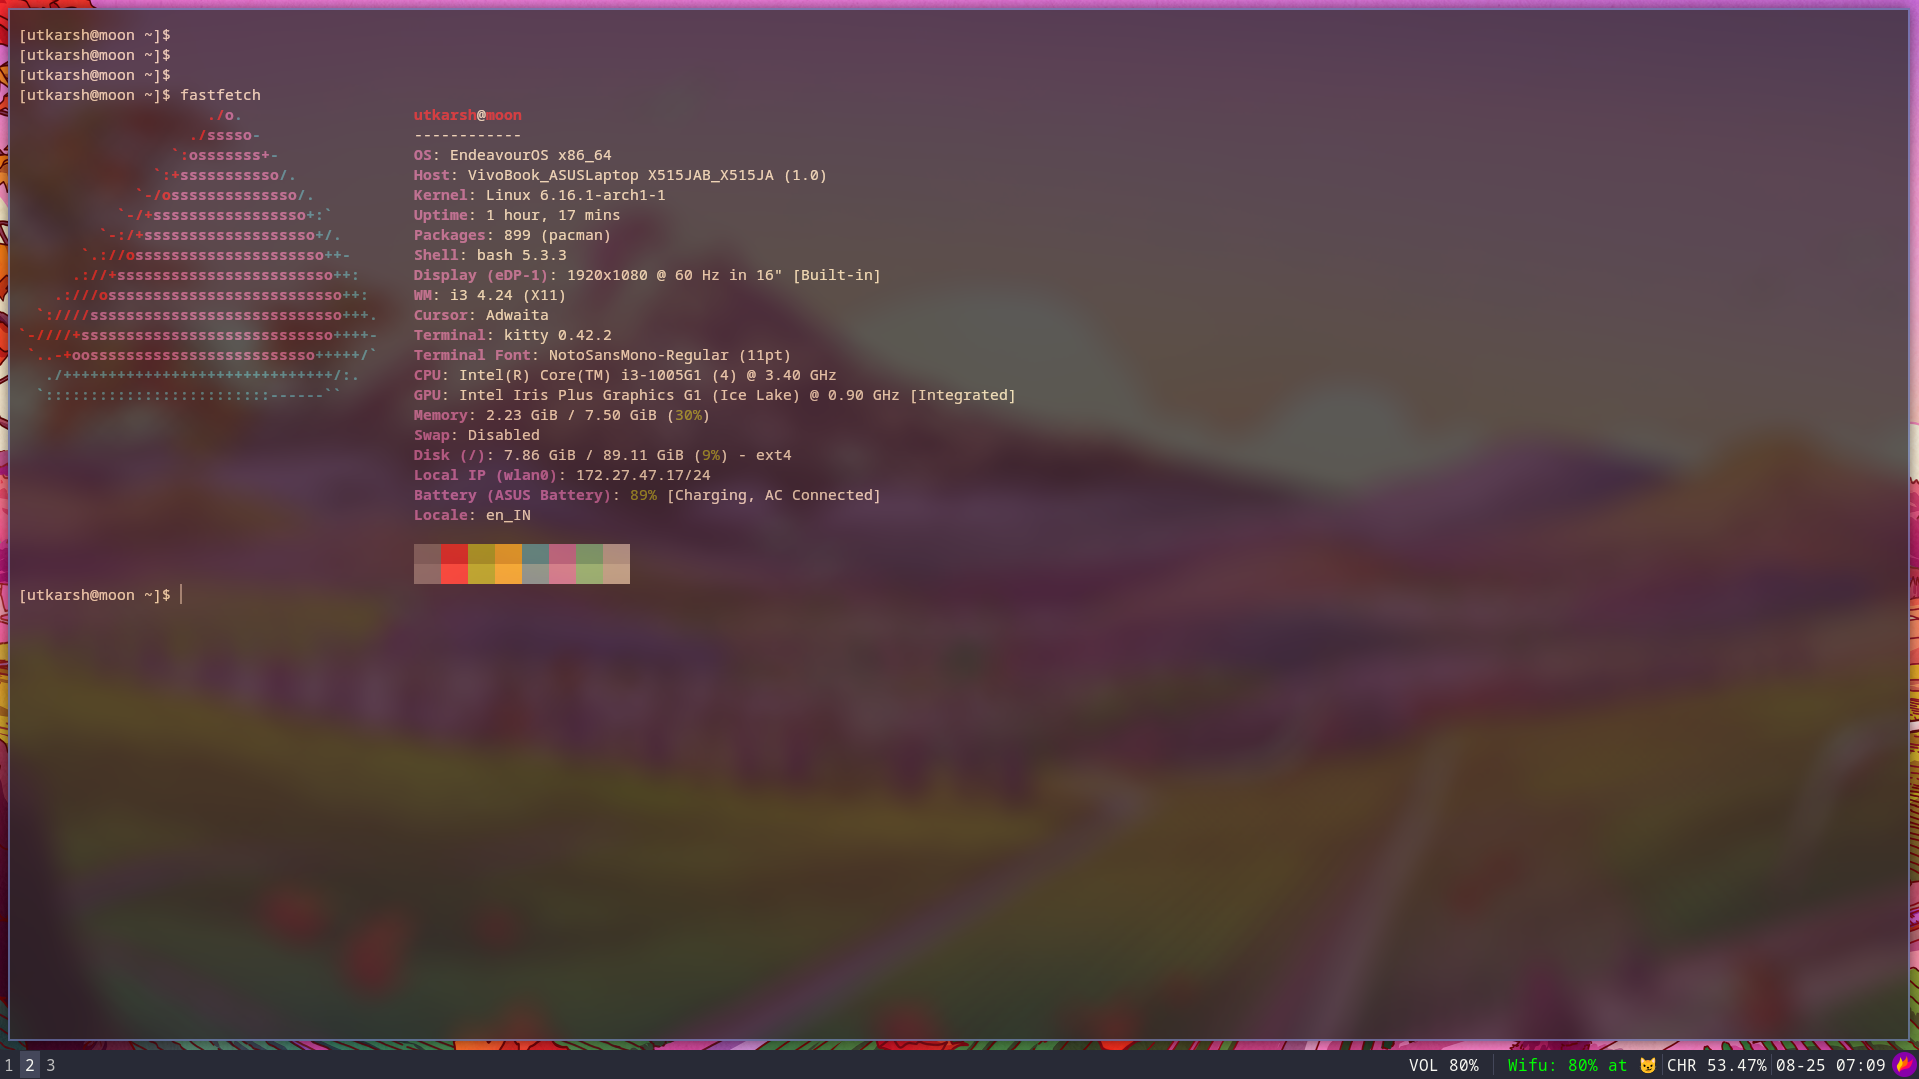 [utkarsh@moon ~]$
[utkarsh@moon ~]$
[utkarsh@moon ~]$
[utkarsh@moon ~]$ fastfetch
./o.
./sssso-
`:osssssss+-
`:+sssssssssso/.
`-/ossssssssssssso/.
`-/+sssssssssssssssso+:`
`-:/+sssssssssssssssssso+/.
`.://osssssssssssssssssssso++-
.://+ssssssssssssssssssssssso++:
.:///ossssssssssssssssssssssssso++:
`:////ssssssssssssssssssssssssssso+++.
`-////+ssssssssssssssssssssssssssso++++-
`..-+oosssssssssssssssssssssssso+++++/`
./++++++++++++++++++++++++++++++/:.
`:::::::::::::::::::::::::------``
utkarsh@moon
------------
OS: EndeavourOS x86_64
Host: VivoBook_ASUSLaptop X515JAB_X515JA (1.0)
Kernel: Linux 6.16.1-arch1-1
Uptime: 1 hour, 17 mins
Packages: 899 (pacman)
Shell: bash 5.3.3
Display (eDP-1): 1920x1080 @ 60 Hz in 16" [Built-in]
WM: i3 4.24 (X11)
Cursor: Adwaita
Terminal: kitty 0.42.2
Terminal Font: NotoSansMono-Regular (11pt)
CPU: Intel(R) Core(TM) i3-1005G1 (4) @ 3.40 GHz
GPU: Intel Iris Plus Graphics G1 (Ice Lake) @ 0.90 GHz [Integrated]
Memory: 2.23 GiB / 7.50 GiB (30%)
Swap: Disabled
Disk (/): 7.86 GiB / 89.11 GiB (9%) - ext4
Local IP (wlan0): 172.27.47.17/24
Battery (ASUS Battery): 89% [Charging, AC Connected]
Locale: en_IN
[utkarsh@moon ~]$
1 2 3 VOL 80% Wifu: 80% at 😼 CHR 53.47% 08-25 07:09